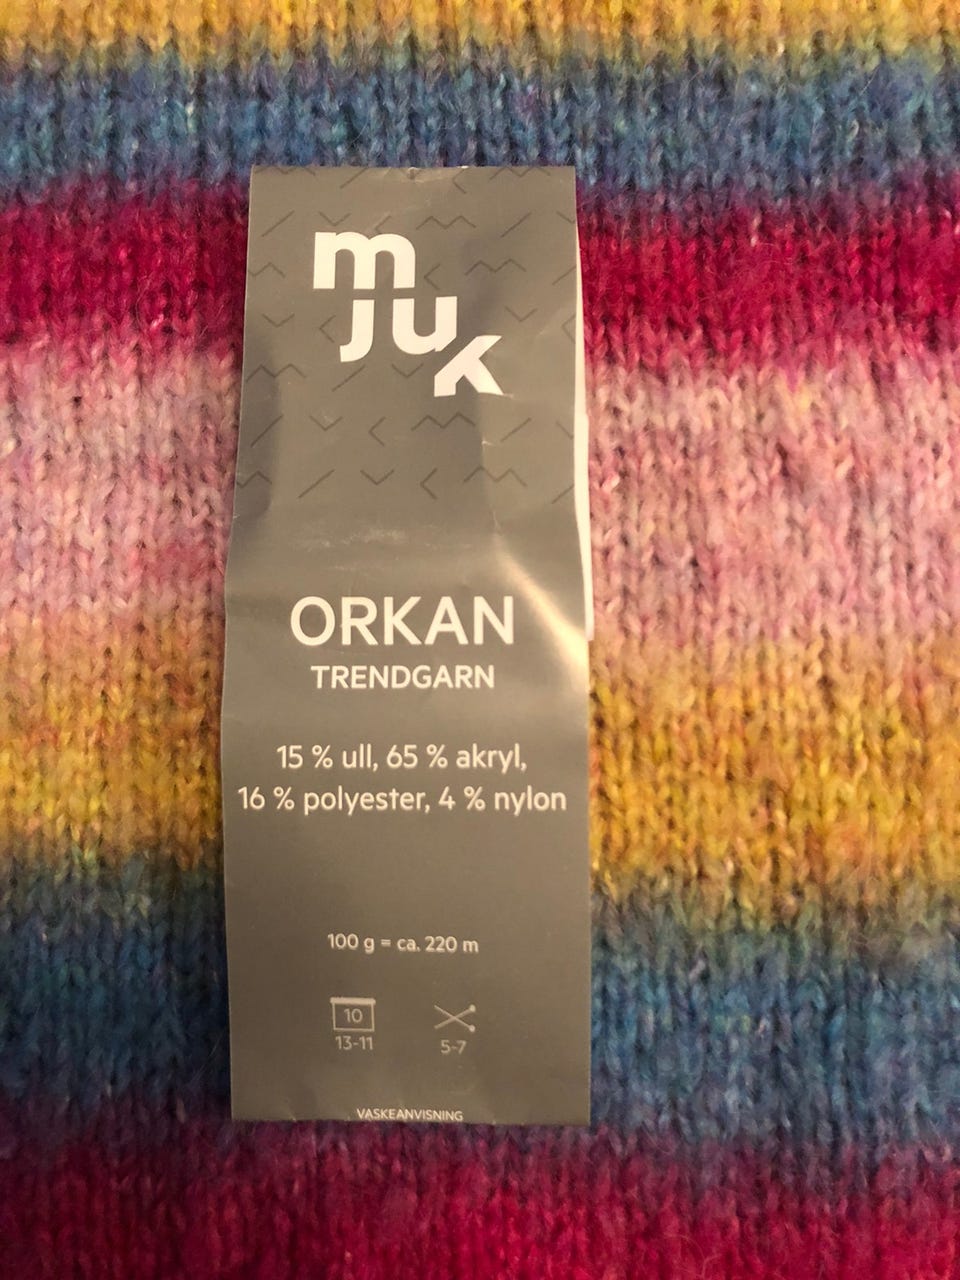 mjuk
ORKAN
TRENDGARN
15 % ull, 65 % akryl,
16 % polyester, 4 % nylon
100 g = ca. 220 m
10
13-11
5-7
VASKEANVISNING